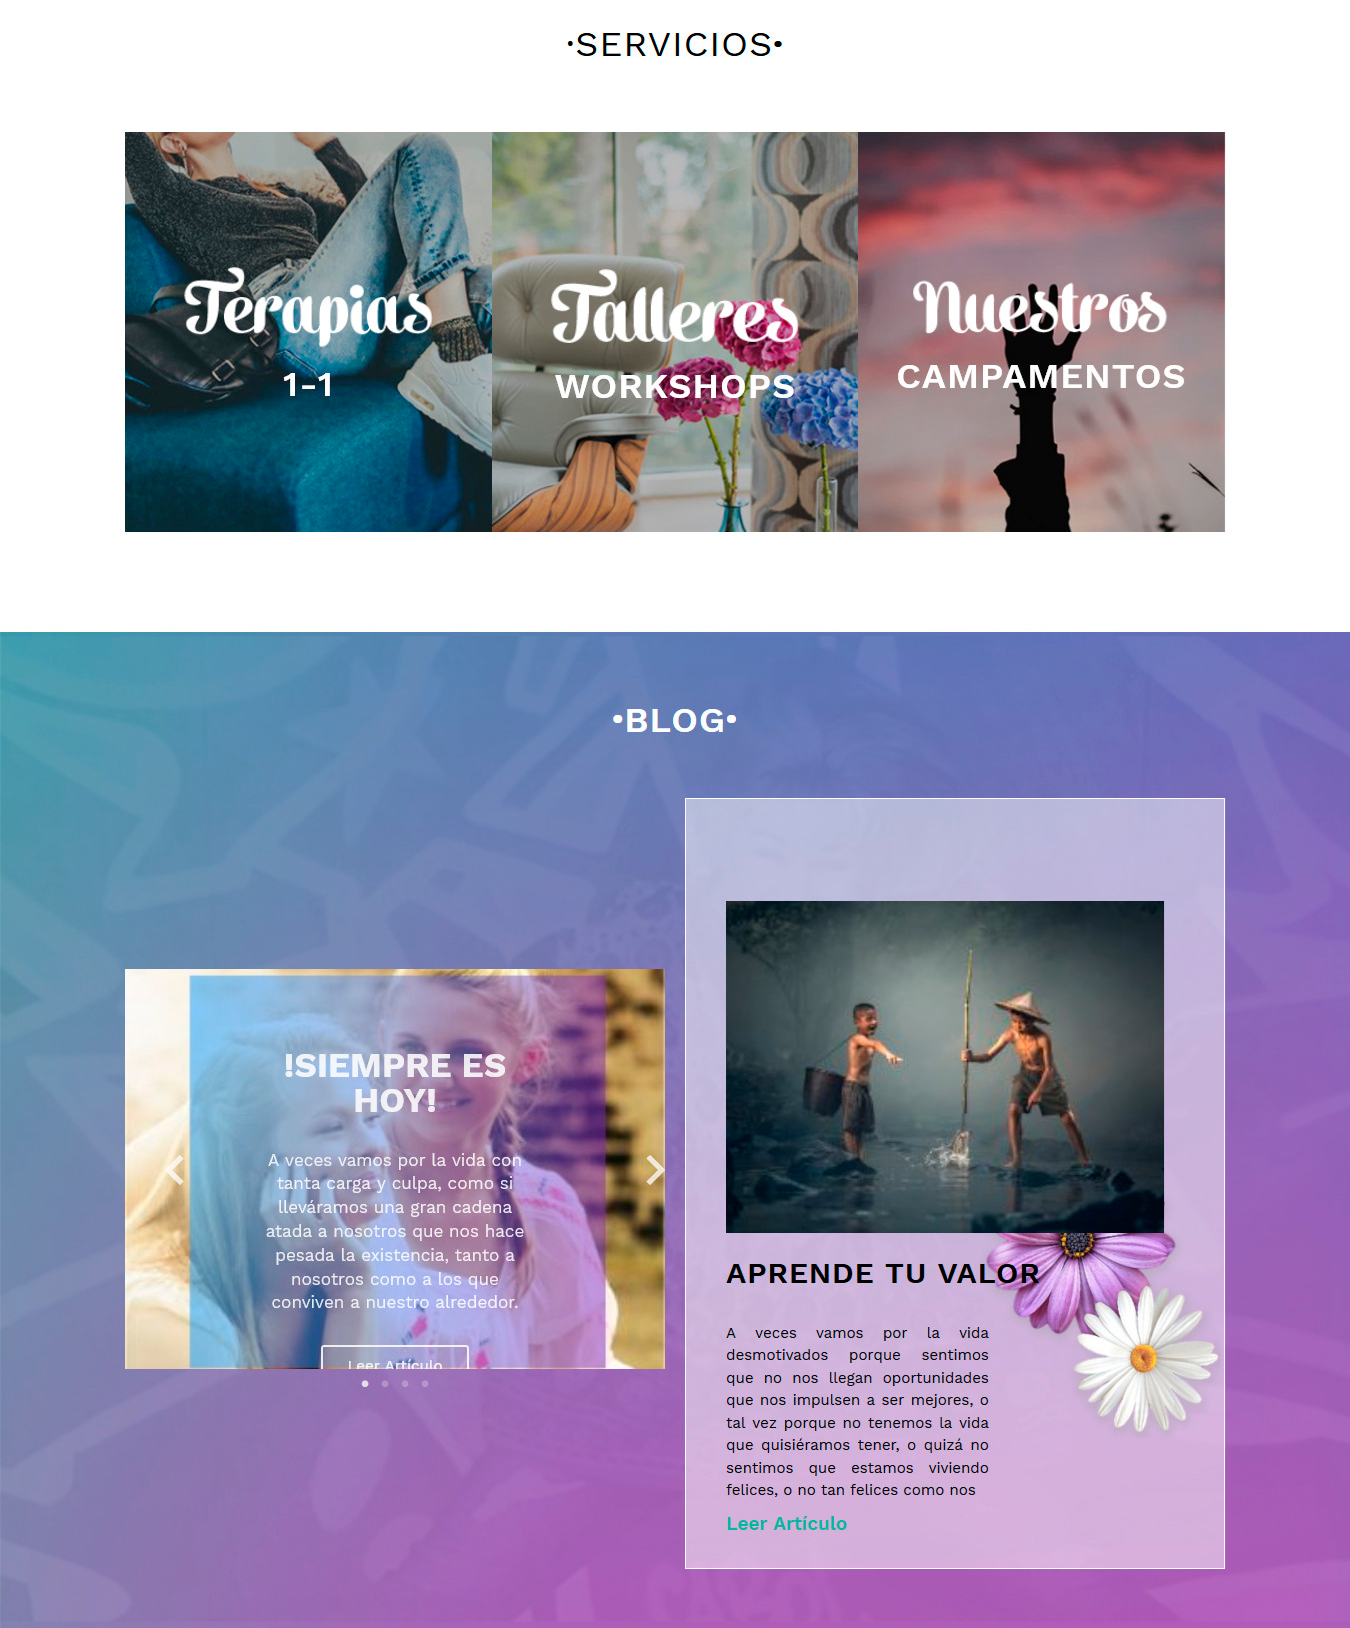 •SERVICIOS•
Terapias
1-1
Talleres
WORKSHOPS
Nuestros
CAMPAMENTOS
•BLOG•
!SIEMPRE ES
HOY!
A veces vamos por la vida con
tanta carga y culpa, como si
lleváramos una gran cadena
atada a nosotros que nos hace
pesada la existencia, tanto a
nosotros como a los que
conviven a nuestro alrededor.
Leer Artículo
APRENDE TU VALOR
A veces vamos por la vida
desmotivados porque sentimos
que no nos llegan oportunidades
que nos impulsen a ser mejores, o
tal vez porque no tenemos la vida
que quisiéramos tener, o quizá no
sentimos que estamos viviendo
felices, o no tan felices como nos
Leer Artículo